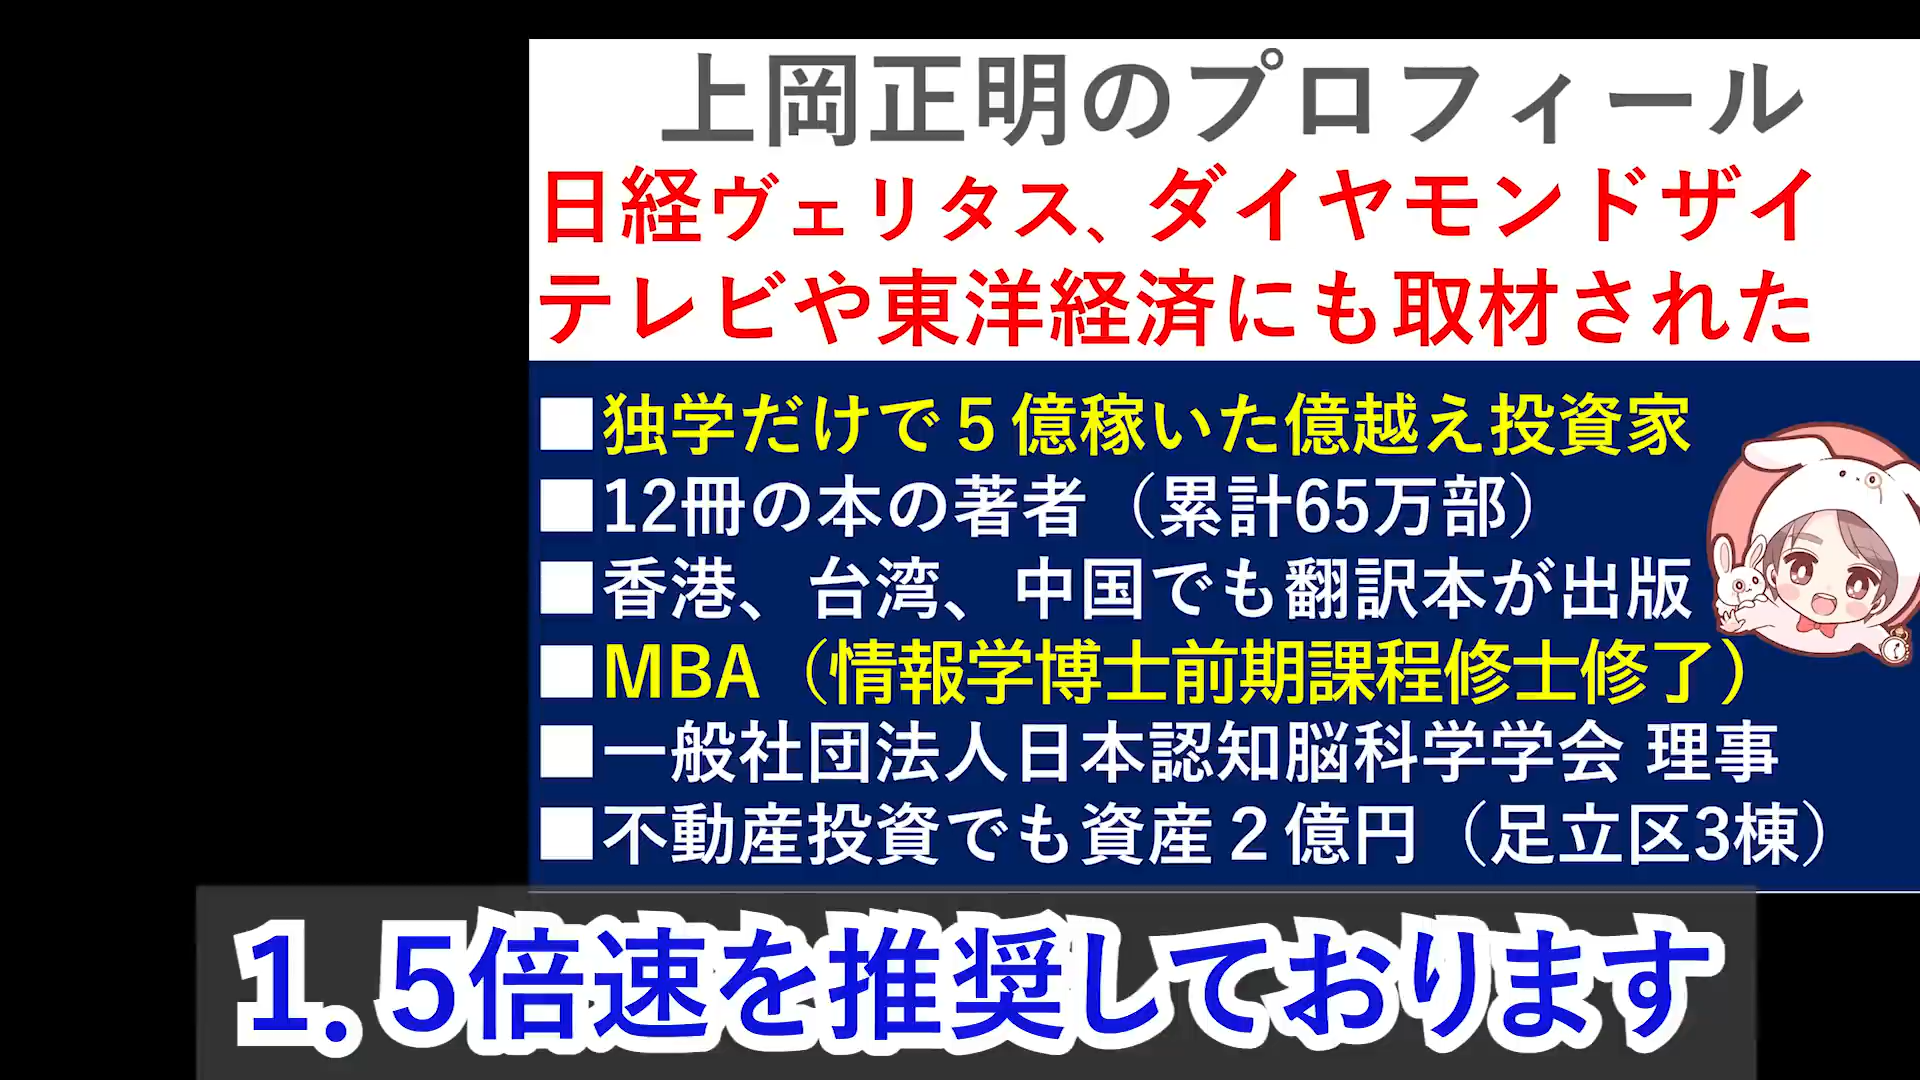 上岡正明のプロフィール
日経ヴェリタス、ダイヤモンドザイ
テレビや東洋経済にも取材された
■独学だけで５億稼いだ億越え投資家
■12冊の本の著者（累計65万部）
■香港、台湾、中国でも翻訳本が出版
■MBA（情報学博士前期課程修士修了）
■一般社団法人日本認知脳科学学会 理事
■不動産投資でも資産２億円（足立区3棟）
1.5倍速を推奨しております